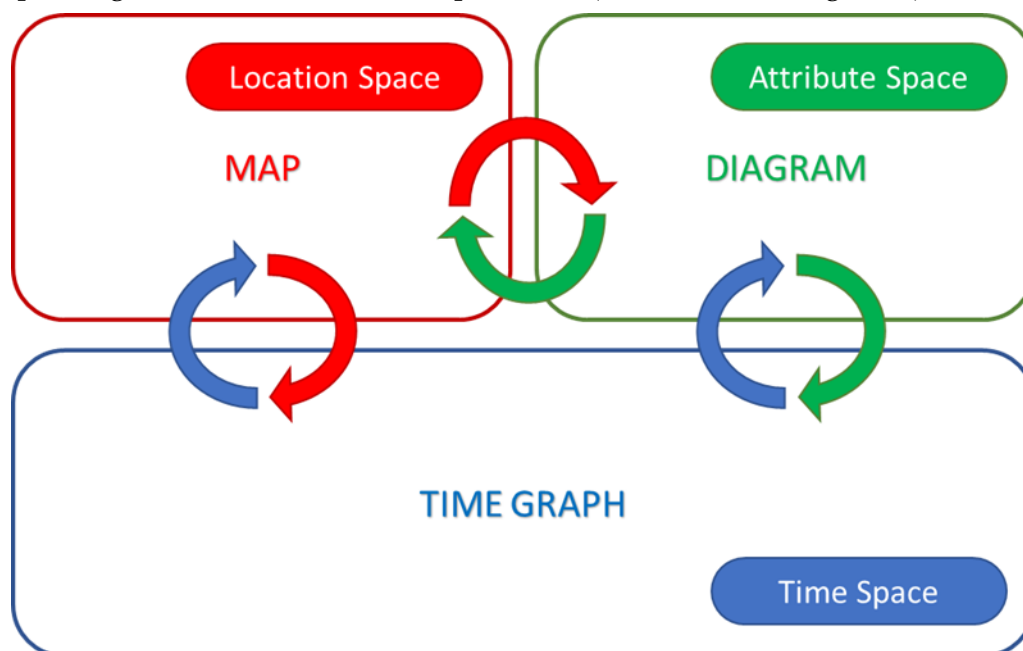 Location Space
Attribute Space
MAP
DIAGRAM
TIME GRAPH
Time Space